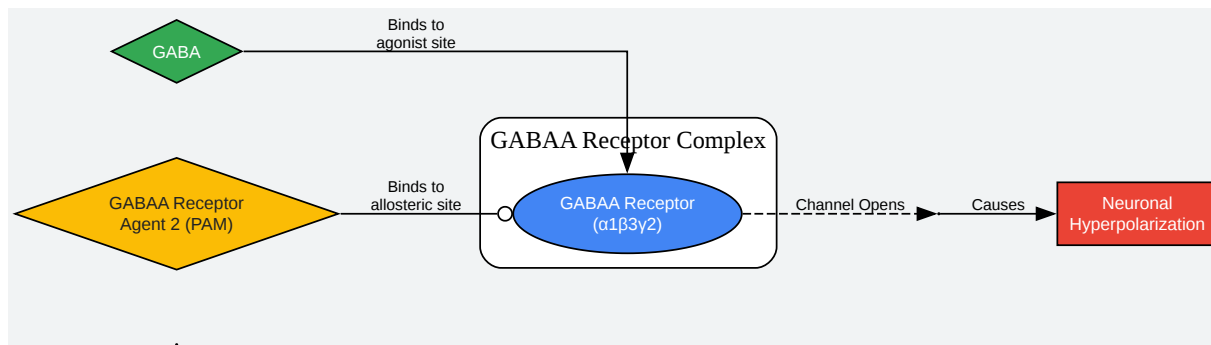 GABA
Binds to
agonist site
GABAA Receptor Complex
GABAA Receptor
Agent 2 (PAM)
Binds to
allosteric site
GABAA Receptor
(α1β3γ2)
Channel Opens
Causes
Neuronal
Hyperpolarization